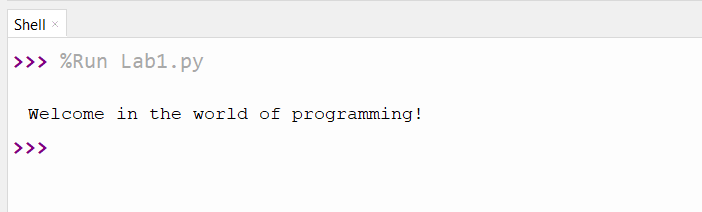 Shell ×
>>> %Run Lab1.py
Welcome in the world of programming!
>>>